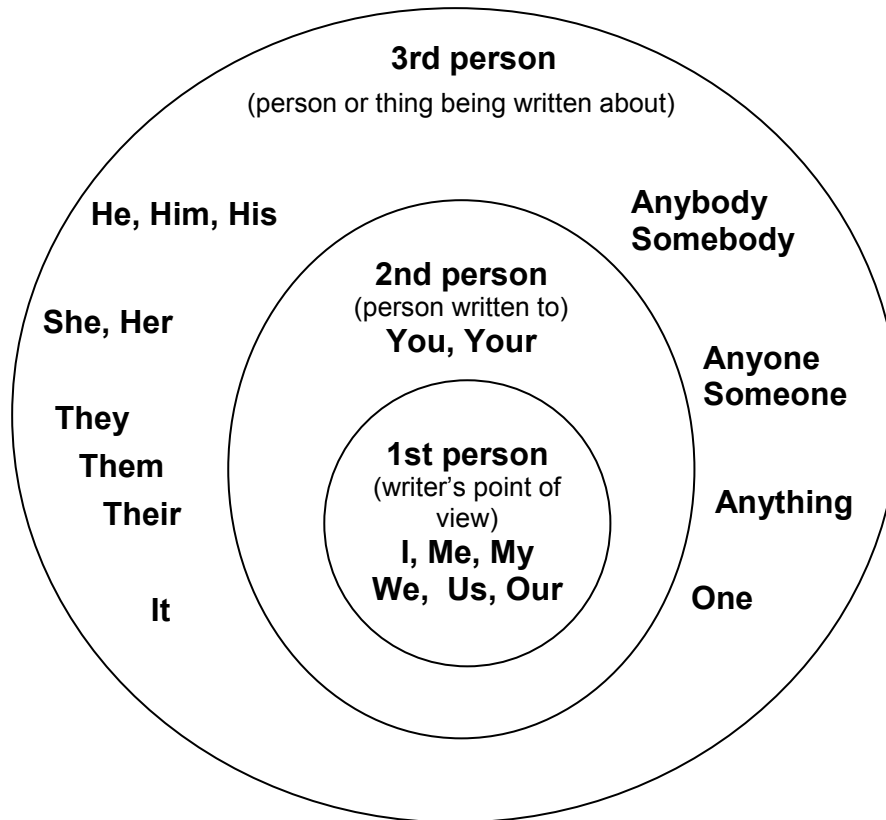 3rd person
(person or thing being written about)
He, Him, His
She, Her
They
Them
Their
It
Anybody
Somebody
Anyone
Someone
Anything
One
2nd person
(person written to)
You, Your
1st person
(writer’s point of
view)
I, Me, My
We,  Us, Our